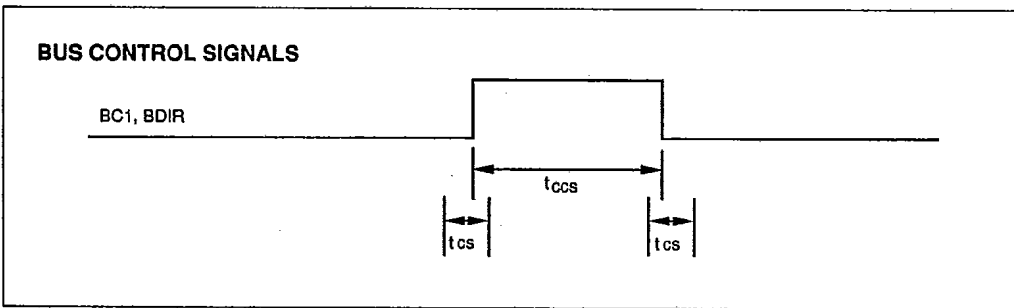 BUS CONTROL SIGNALS
BC1, BDIR
tCCS
tcs
tcs